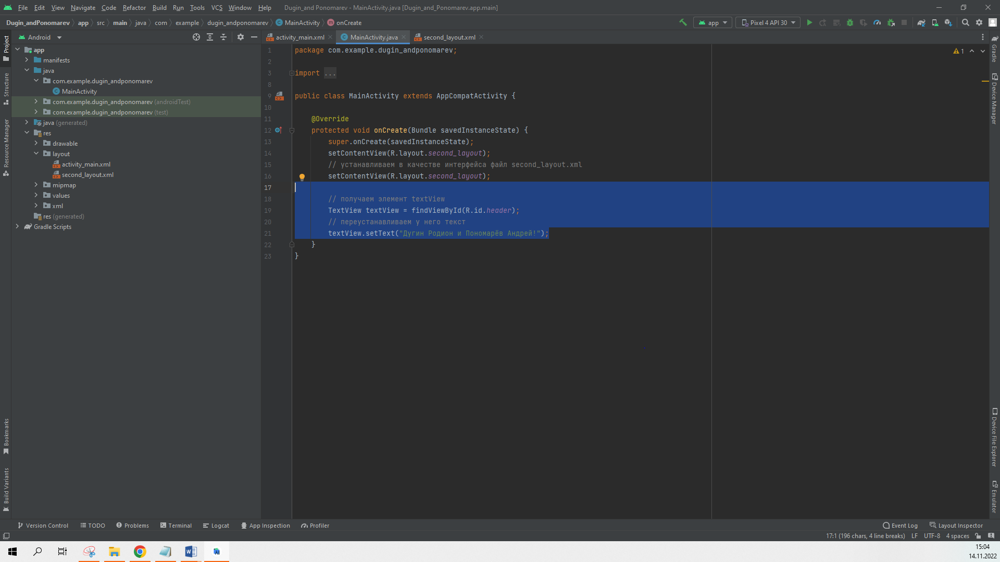 File Edit View Navigate Code Refactor Build Run Tools VCS Window Help Dugin_and Ponomarev - MainActivity.java [Dugin_and_Ponomarev.app.main]
Dugin_andPonomarev app src main java com example dugin_andponomarev MainActivity onCreate app Pixel 4 API 30
Android
activity_main.xml MainActivity.java second_layout.xml
Project
Structure
Resource Manager
Bookmarks
Build Variants
app
manifests
java
com.example.dugin_andponomarev
MainActivity
com.example.dugin_andponomarev (androidTest)
com.example.dugin_andponomarev (test)
java (generated)
res
drawable
layout
activity_main.xml
second_layout.xml
mipmap
values
xml
res (generated)
Gradle Scripts
1 package com.example.dugin_andponomarev;
2
3 import ...
8
9 public class MainActivity extends AppCompatActivity {
10
11 @Override
12 protected void onCreate(Bundle savedInstanceState) {
13 super.onCreate(savedInstanceState);
14 setContentView(R.layout.second_layout);
15 // устанавливаем в качестве интерфейса файл second_layout.xml
16 setContentView(R.layout.second_layout);
17
18 // получаем элемент textView
19 TextView textView = findViewById(R.id.header);
20 // переустанавливаем у него текст
21 textView.setText("Дугин Родион и Пономарёв Андрей!");
22 }
23 }
1
Gradle
Device Manager
Device File Explorer
Emulator
Version Control TODO Problems Terminal Logcat App Inspection Profiler Event Log Layout Inspector
17:1 (196 chars, 4 line breaks) LF UTF-8 4 spaces
15:04
14.11.2022